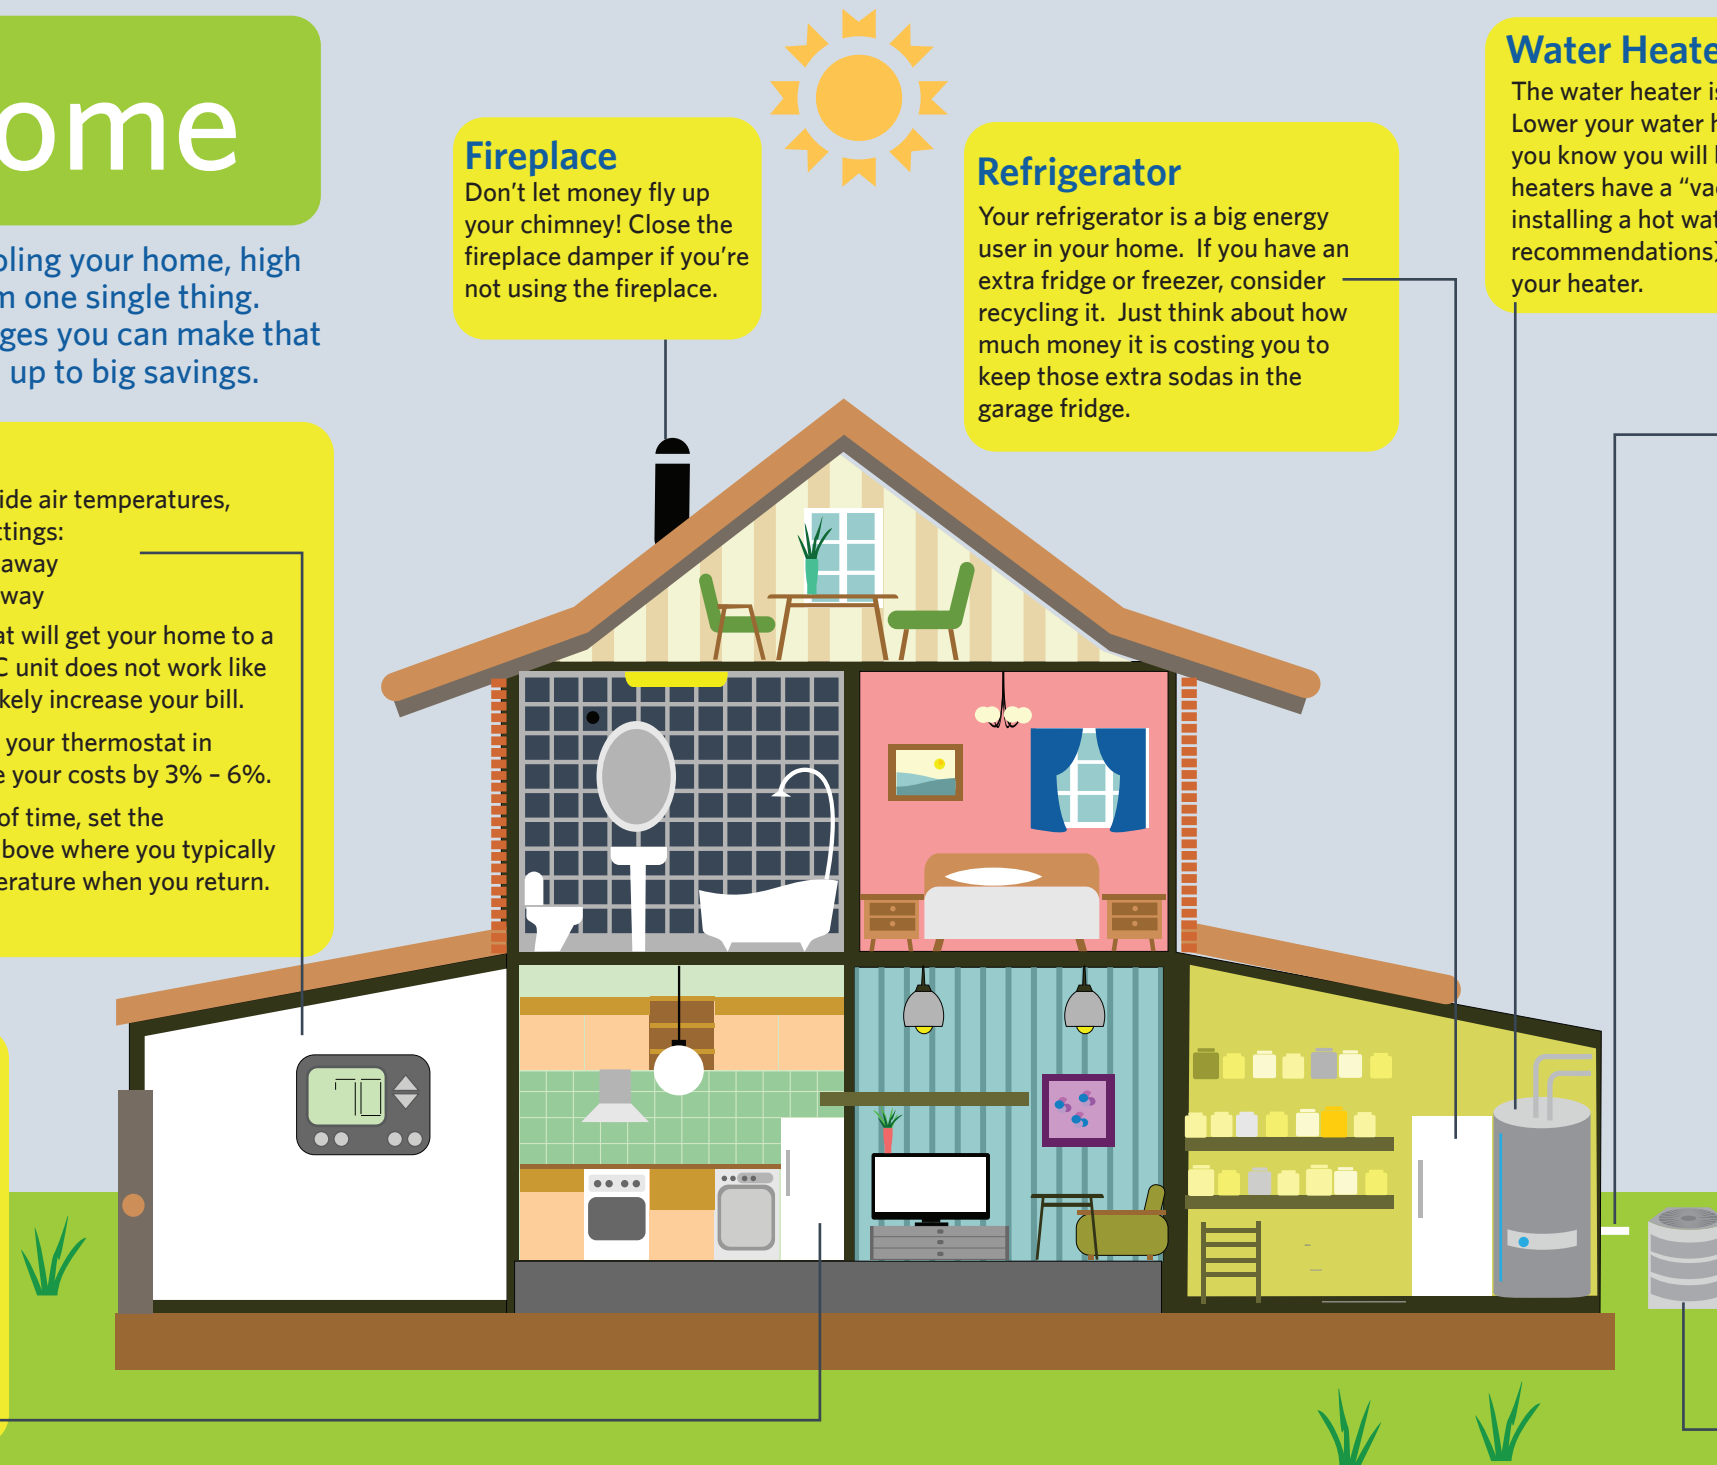 ome
oling your home, high
m one single thing.
ges you can make that
up to big savings.
ide air temperatures,
ttings:
away
way
at will get your home to a
C unit does not work like
kely increase your bill.
your thermostat in
e your costs by 3% – 6%.
of time, set the
bove where you typically
erature when you return.
Fireplace
Don't let money fly up
your chimney! Close the
fireplace damper if you're
not using the fireplace.
Refrigerator
Your refrigerator is a big energy
user in your home. If you have an
extra fridge or freezer, consider
recycling it. Just think about how
much money it is costing you to
keep those extra sodas in the
garage fridge.
Water Heate
The water heater is
Lower your water h
you know you will b
heaters have a “vac
installing a hot wat
recommendations)
your heater.
70